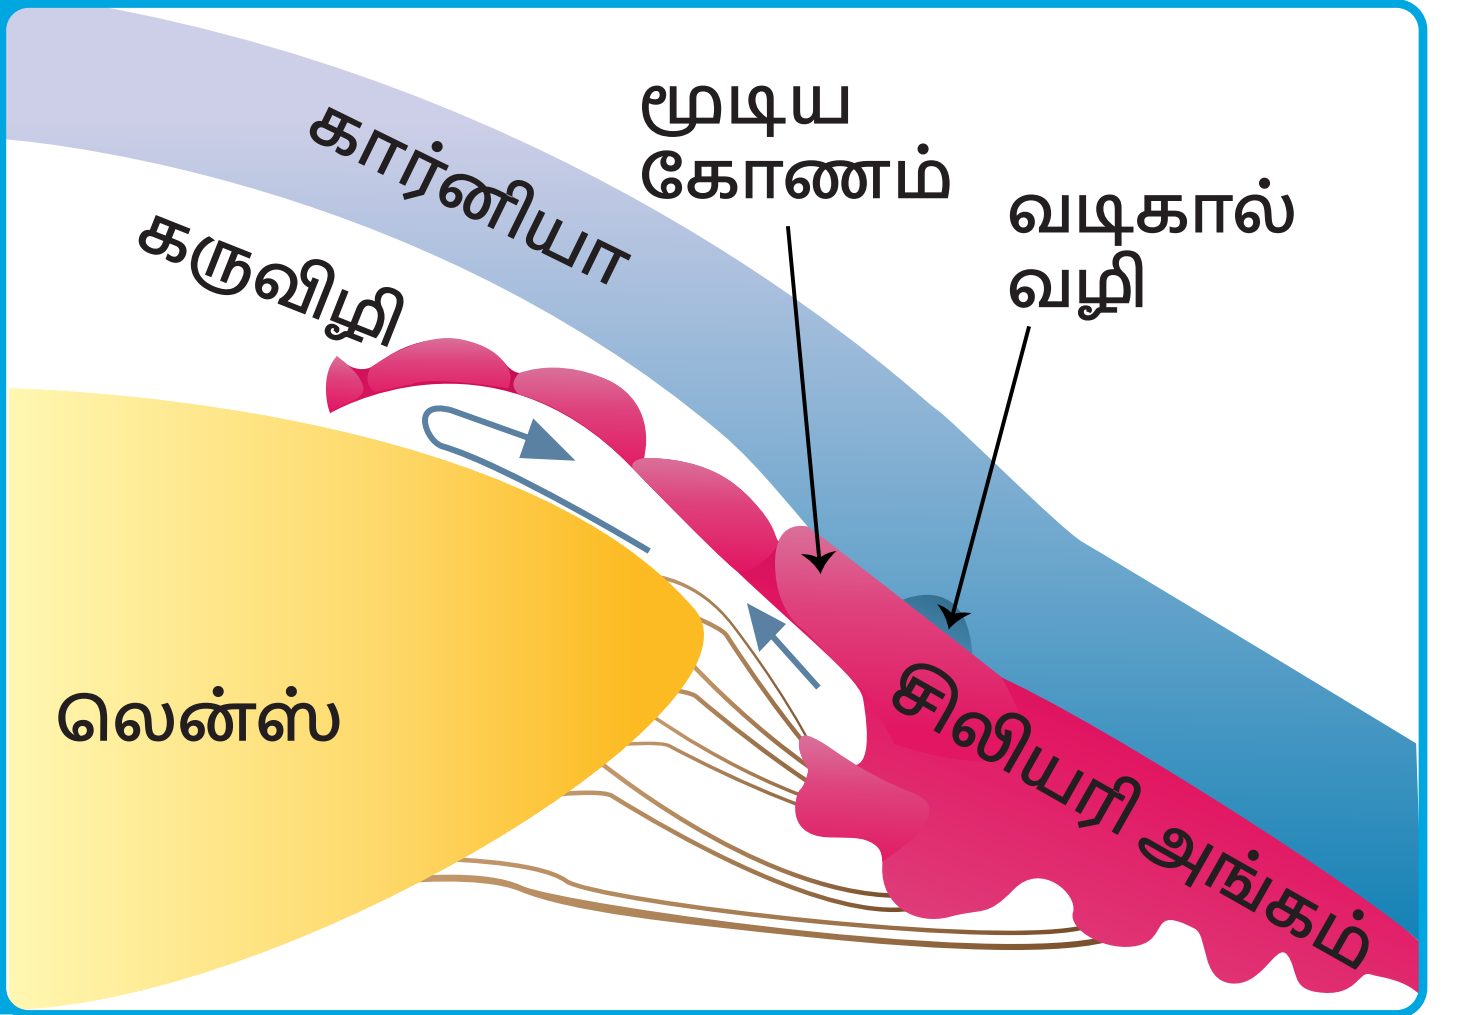 கார்னியா
மூடிய
கோணம்
வடிகால்
வழி
கருவிழி
லென்ஸ்
சிலியரி அங்கம்